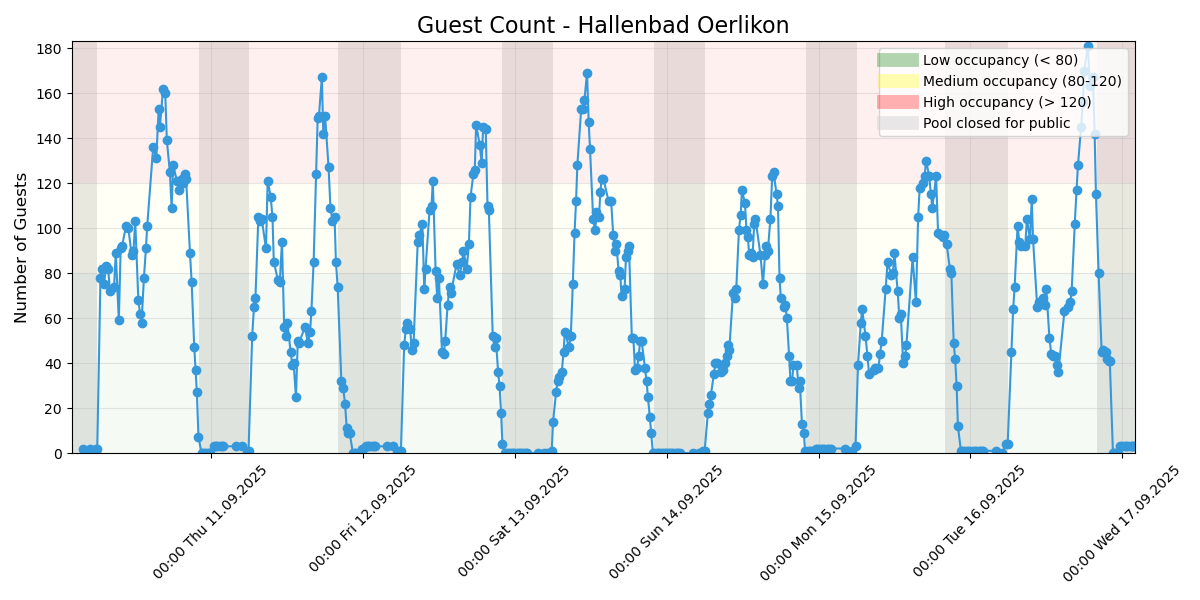 Guest Count - Hallenbad Oerlikon
Number of Guests
180
160
140
120
100
80
60
40
20
0
Low occupancy (< 80)
Medium occupancy (80-120)
High occupancy (> 120)
Pool closed for public
00:00 Thu 11.09.2025
00:00 Fri 12.09.2025
00:00 Sat 13.09.2025
00:00 Sun 14.09.2025
00:00 Mon 15.09.2025
00:00 Tue 16.09.2025
00:00 Wed 17.09.2025